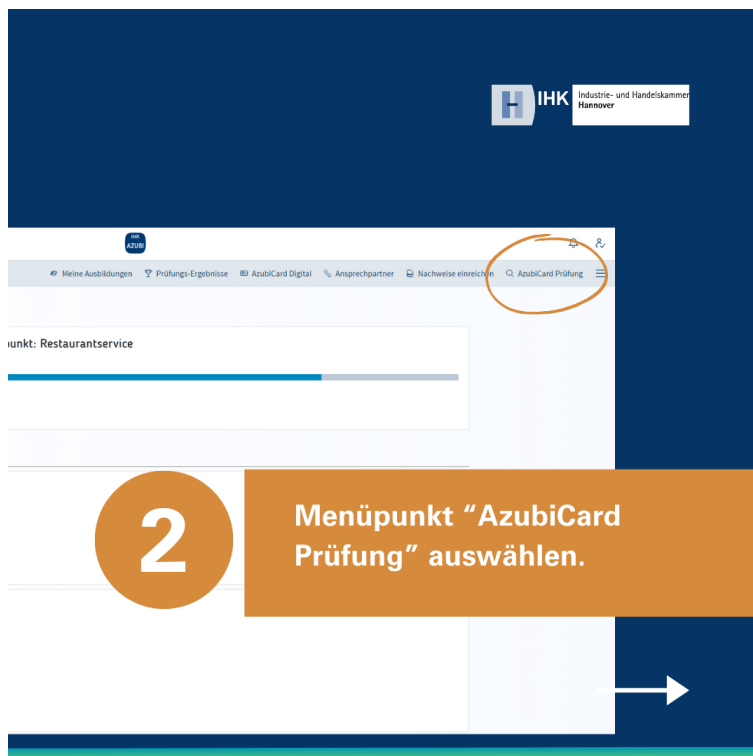 IHK
Industrie- und Handelskammer
Hannover
IHK
AZUBI
Meine Ausbildungen Prüfungs-Ergebnisse AzubiCard Digital Ansprechpartner Nachweise einreichen AzubiCard Prüfung
unkt: Restaurantservice
2
Menüpunkt “AzubiCard
Prüfung” auswählen.